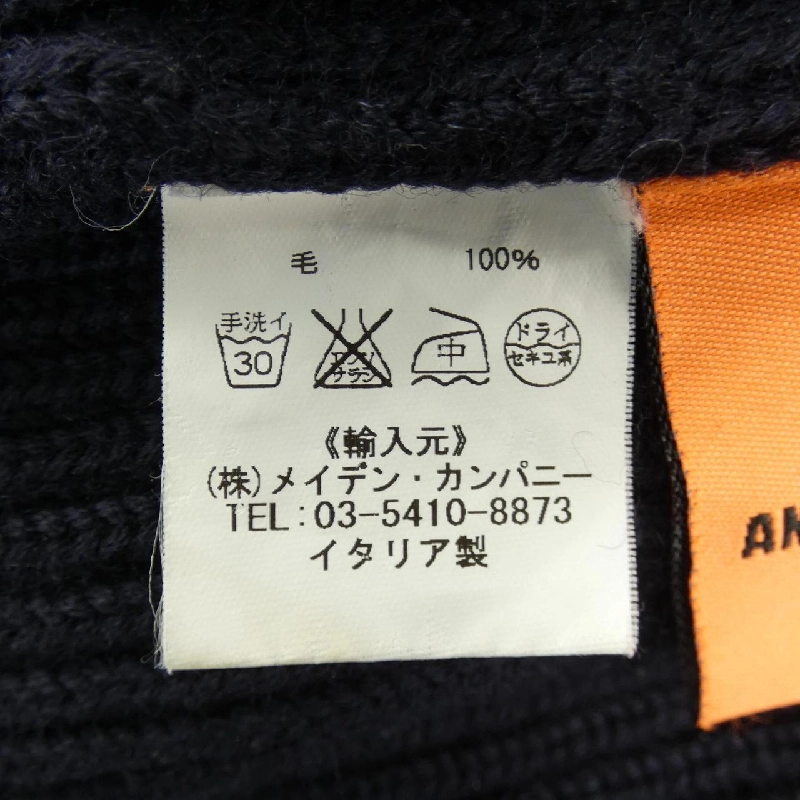 毛 100%
手洗イ
30
エンソ
サラシ
中
ドライ
セキユ系
《輸入元》
(株)メイデン・カンパニー
TEL:03-5410-8873
イタリア製
AN